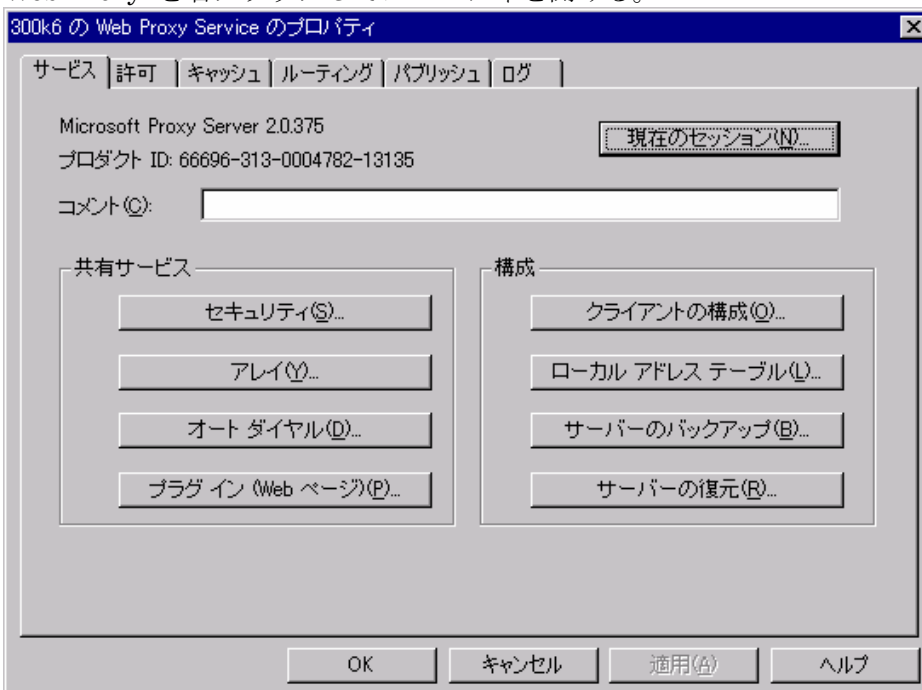 300k6 の Web Proxy Service のプロパティ
サービス 許可 キャッシュ ルーティング パブリッシュ ログ
Microsoft Proxy Server 2.0.375
現在のセッション(N)...
プロダクト ID: 66696-313-0004782-13135
コメント(C):
共有サービス
セキュリティ(S)...
アレイ(Y)...
オート ダイヤル(D)...
プラグ イン (Web ページ)(P)...
構成
クライアントの構成(O)...
ローカル アドレス テーブル(L)...
サーバーのバックアップ(B)...
サーバーの復元(R)...
OK キャンセル 適用(A) ヘルプ